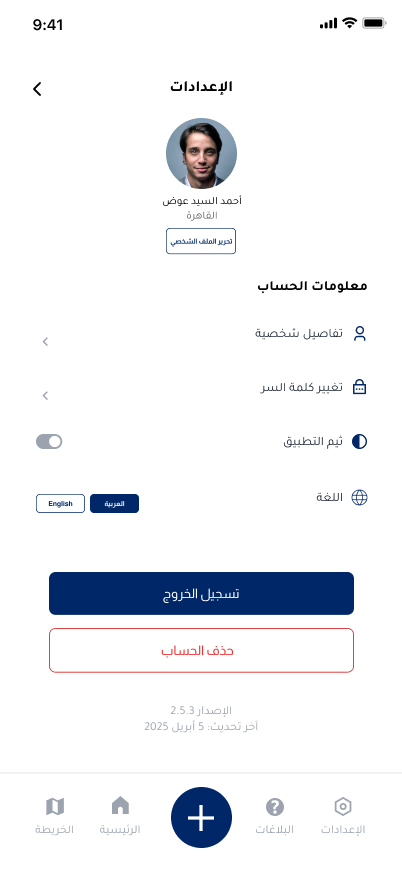 9:41
الإعدادات
أحمد السيد عوض
القاهرة
تحرير الملف الشخصي
معلومات الحساب
تفاصيل شخصية
تغيير كلمة السر
ثيم التطبيق
اللغة
العربية English
تسجيل الخروج
حذف الحساب
الإصدار 2.5.3
آخر تحديث: 5 أبريل 2025
الإعدادات البلاغات الرئيسية الخريطة